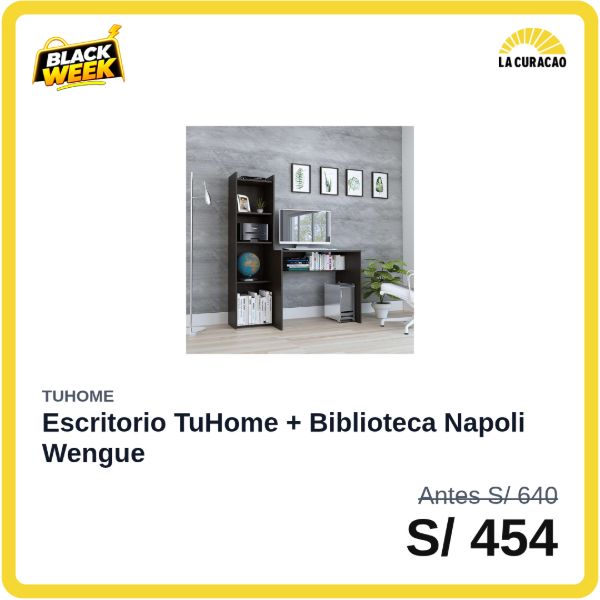 BLACK
WEEK
LA CURACAO
TUHOME
Escritorio TuHome + Biblioteca Napoli
Wengue
Antes S/ 640
S/ 454